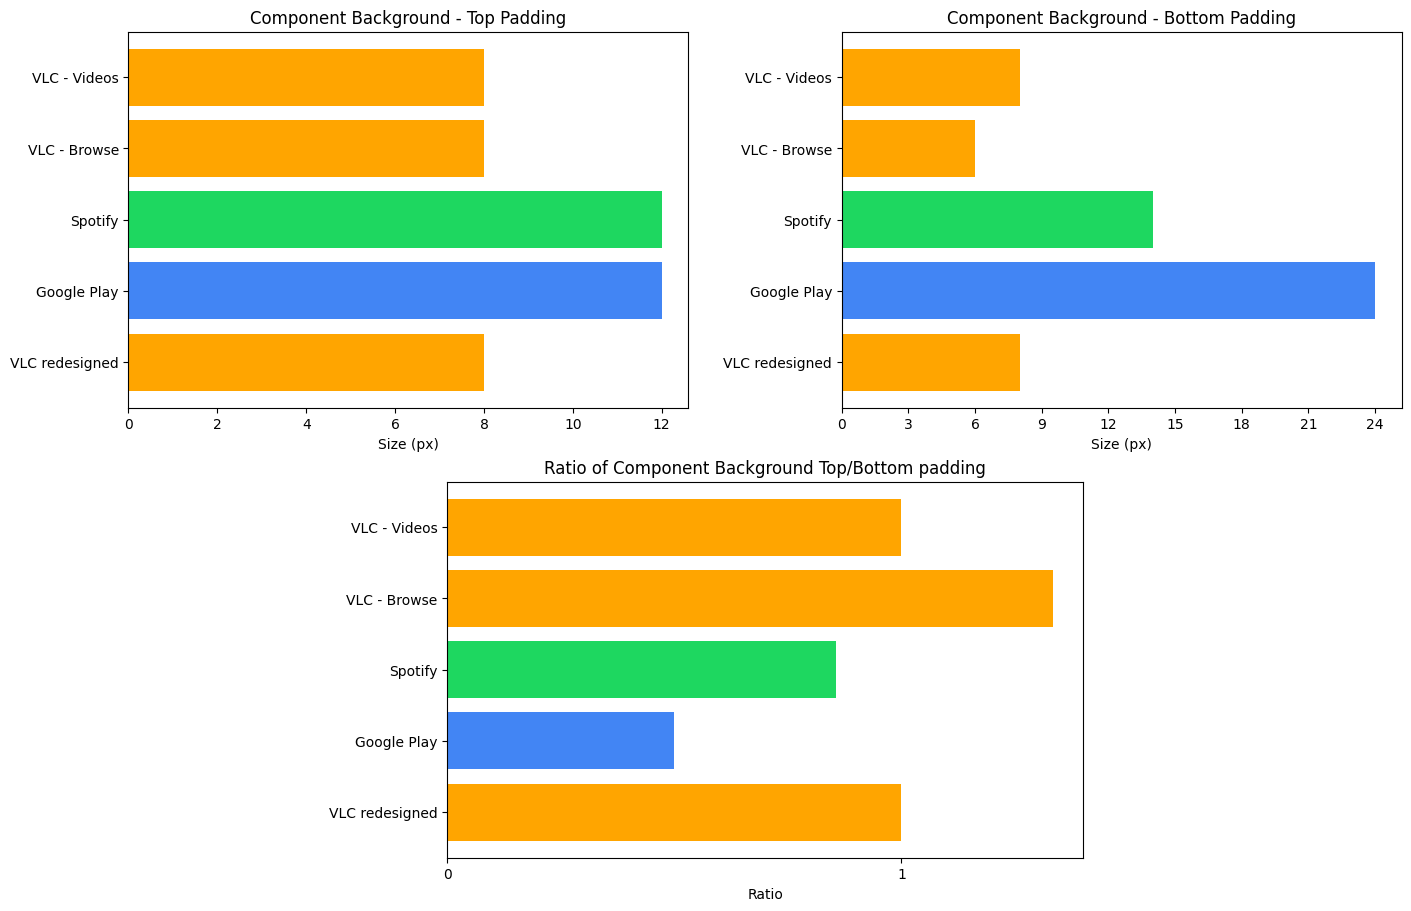 Component Background - Top Padding
VLC - Videos
VLC - Browse
Spotify
Google Play
VLC redesigned
0 2 4 6 8 10 12
Size (px)
Component Background - Bottom Padding
VLC - Videos
VLC - Browse
Spotify
Google Play
VLC redesigned
0 3 6 9 12 15 18 21 24
Size (px)
Ratio of Component Background Top/Bottom padding
VLC - Videos
VLC - Browse
Spotify
Google Play
VLC redesigned
0 1
Ratio